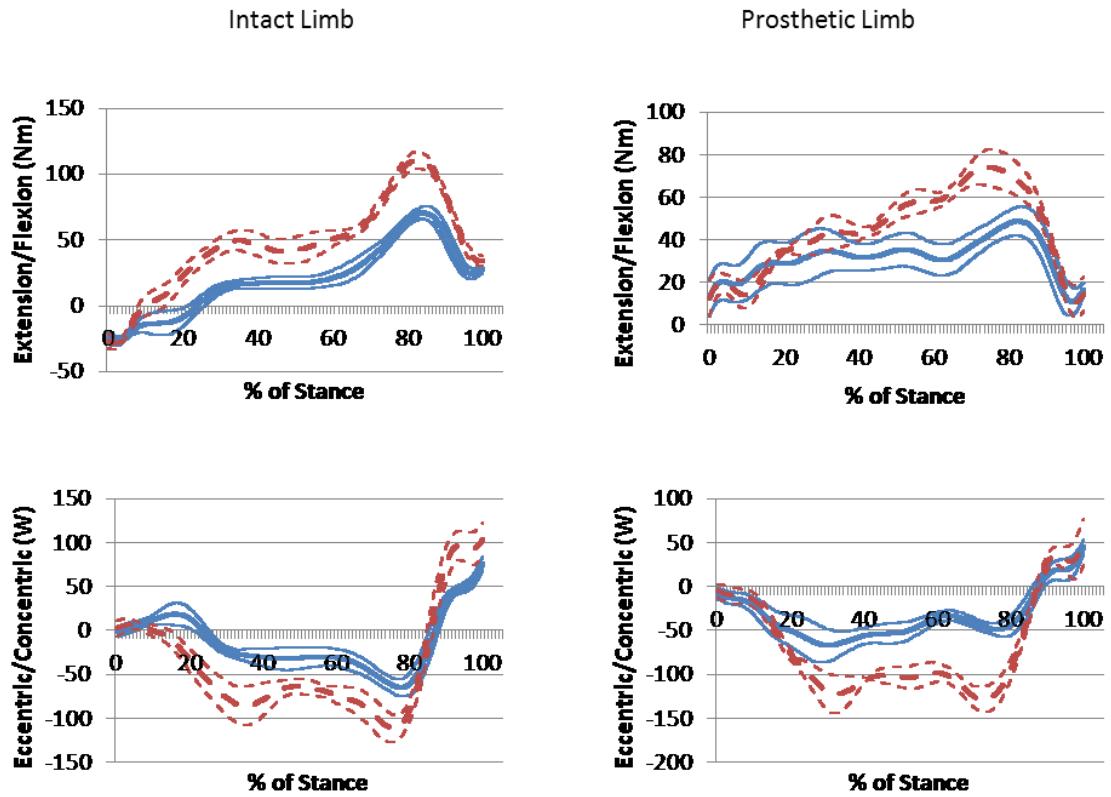 Intact Limb
Prosthetic Limb
Extension/Flexion (Nm)
150
100
50
0
-50
0 20 40 60 80 100
% of Stance
Extension/Flexion (Nm)
100
80
60
40
20
0
0 20 40 60 80 100
% of Stance
Eccentric/Concentric (W)
150
100
50
0
-50
-100
-150
0 20 40 60 80 100
% of Stance
Eccentric/Concentric (W)
100
50
0
-50
-100
-150
-200
0 20 40 60 80 100
% of Stance